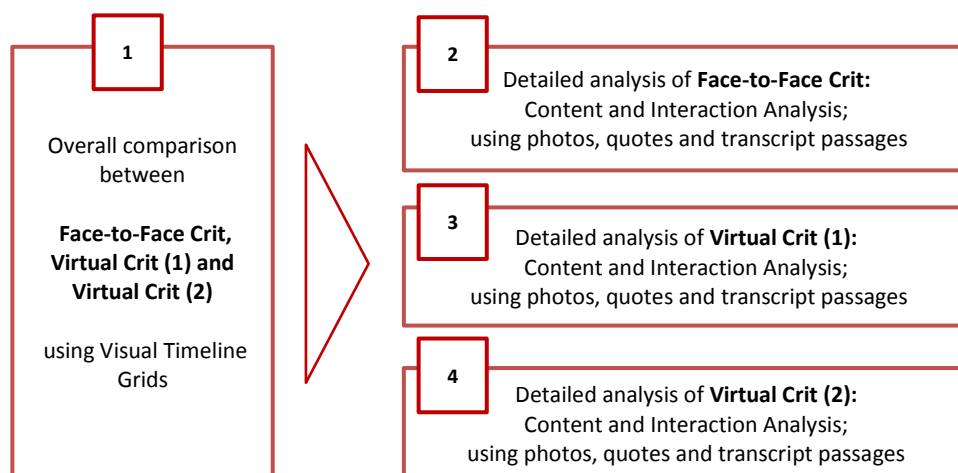 1
Overall comparison
between
Face-to-Face Crit,
Virtual Crit (1) and
Virtual Crit (2)
using Visual Timeline
Grids
2
Detailed analysis of Face-to-Face Crit:
Content and Interaction Analysis;
using photos, quotes and transcript passages
3
Detailed analysis of Virtual Crit (1):
Content and Interaction Analysis;
using photos, quotes and transcript passages
4
Detailed analysis of Virtual Crit (2):
Content and Interaction Analysis;
using photos, quotes and transcript passages